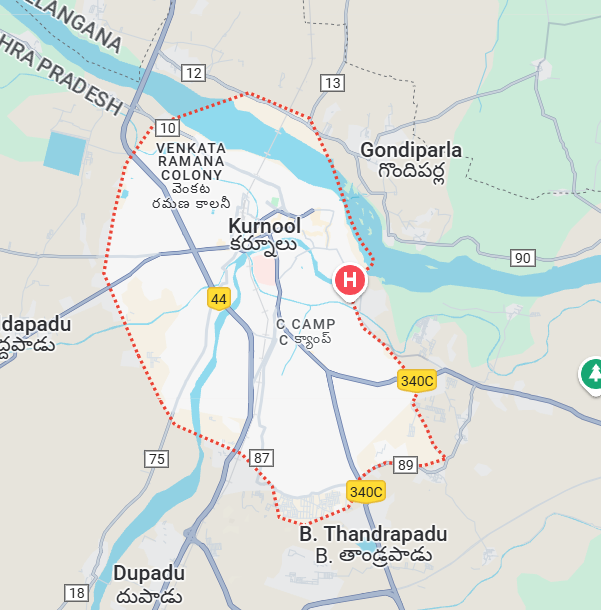 ELANGANA
HRA PRADESH
12
13
10
VENKATA
RAMANA
COLONY
వెంకట
రమణ కాలనీ
Gondiparla
గొందిపర్ల
Kurnool
కర్నూలు
90
H
44
C CAMP
C క్యాంప్
dapadu
ద్దపాడు
340C
75
87
89
340C
B. Thandrapadu
B. తాండ్రపాడు
Dupadu
దుపాడు
18